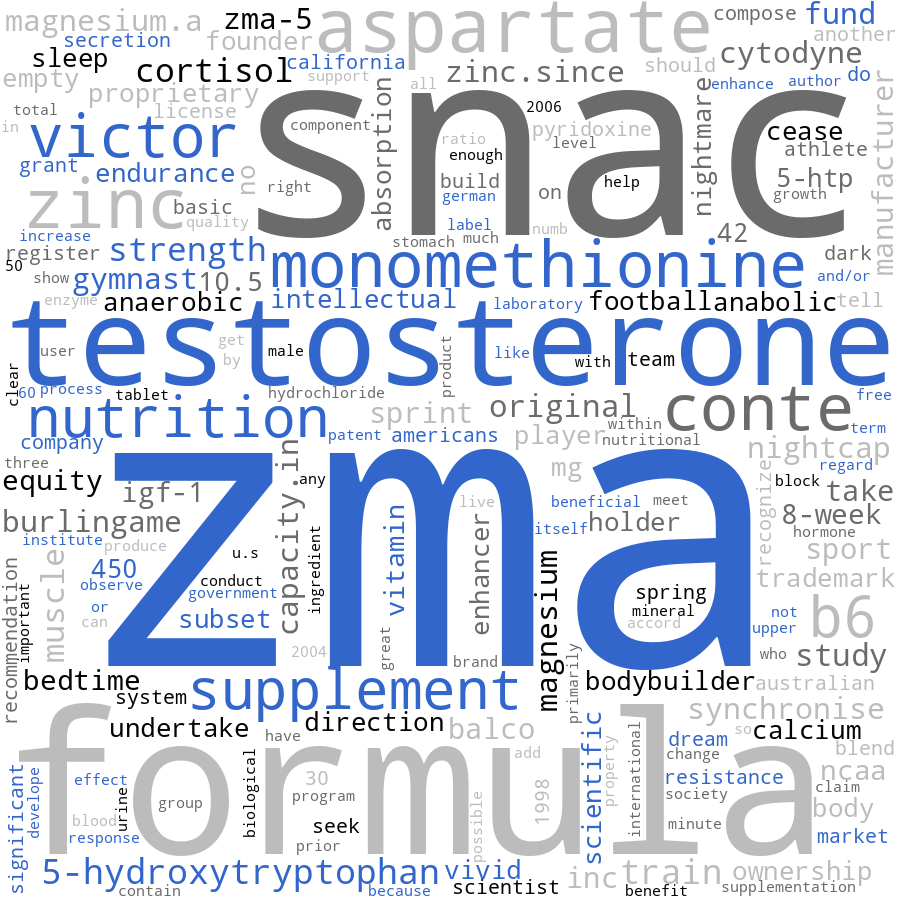 magnesium.a
zma-5
aspartate
compose
fund
secretion
founder
another
sleep
cortisol
california
zinc.since
should
cytodyne
empty
support
all
enhance
author
do
proprietary
total
license
2006
nightmare
manufacturer
in
victor
snac
component
absorption
ratio
pyridoxine
cease
enough
level
athlete
grant
endurance
no
right
build
help
5-htp
zinc
basic
german
on
growth
quality
label
numb
increase
stomach
much
42
register
strength
monomethionine
dark
50
show
gymnast
10.5
and/or
enzyme
anaerobic
intellectual
laboratory
football
anabolic
tell
testosterone
get
by
user
male
product
like
with
team
clear
60
process
tablet
hydrochloride
free
nutrition
sprint
original
conte
company
patent
americans
player
within
nutritional
term
nightcap
three
equity
igf-1
capacity.in
any
mg
regard
recognize
block
take
zma
live
beneficial
meet
burlingame
vitamin
enhancer
itself
holder
8-week
hormone
institute
produce
u.s
ingredient
sport
muscle
450
observe
conduct
government
magnesium
spring
trademark
recommendation
important
or
can
subset
mineral
accord
not
upper
b6
great
2004
brand
primarily
who
study
bedtime
system
supplement
bodybuilder
australian
synchronise
undertake
have
direction
balco
scientific
so
calcium
formula
add
dream
change
blend
significant
develope
effect
urine
biological
30
program
possible
1998
property
international
resistance
society
ncaa
claim
group
body
blood
response
seek
prior
minute
market
5-hydroxytryptophan
vivid
inc
train
ownership
contain
because
scientist
benefit
supplementation